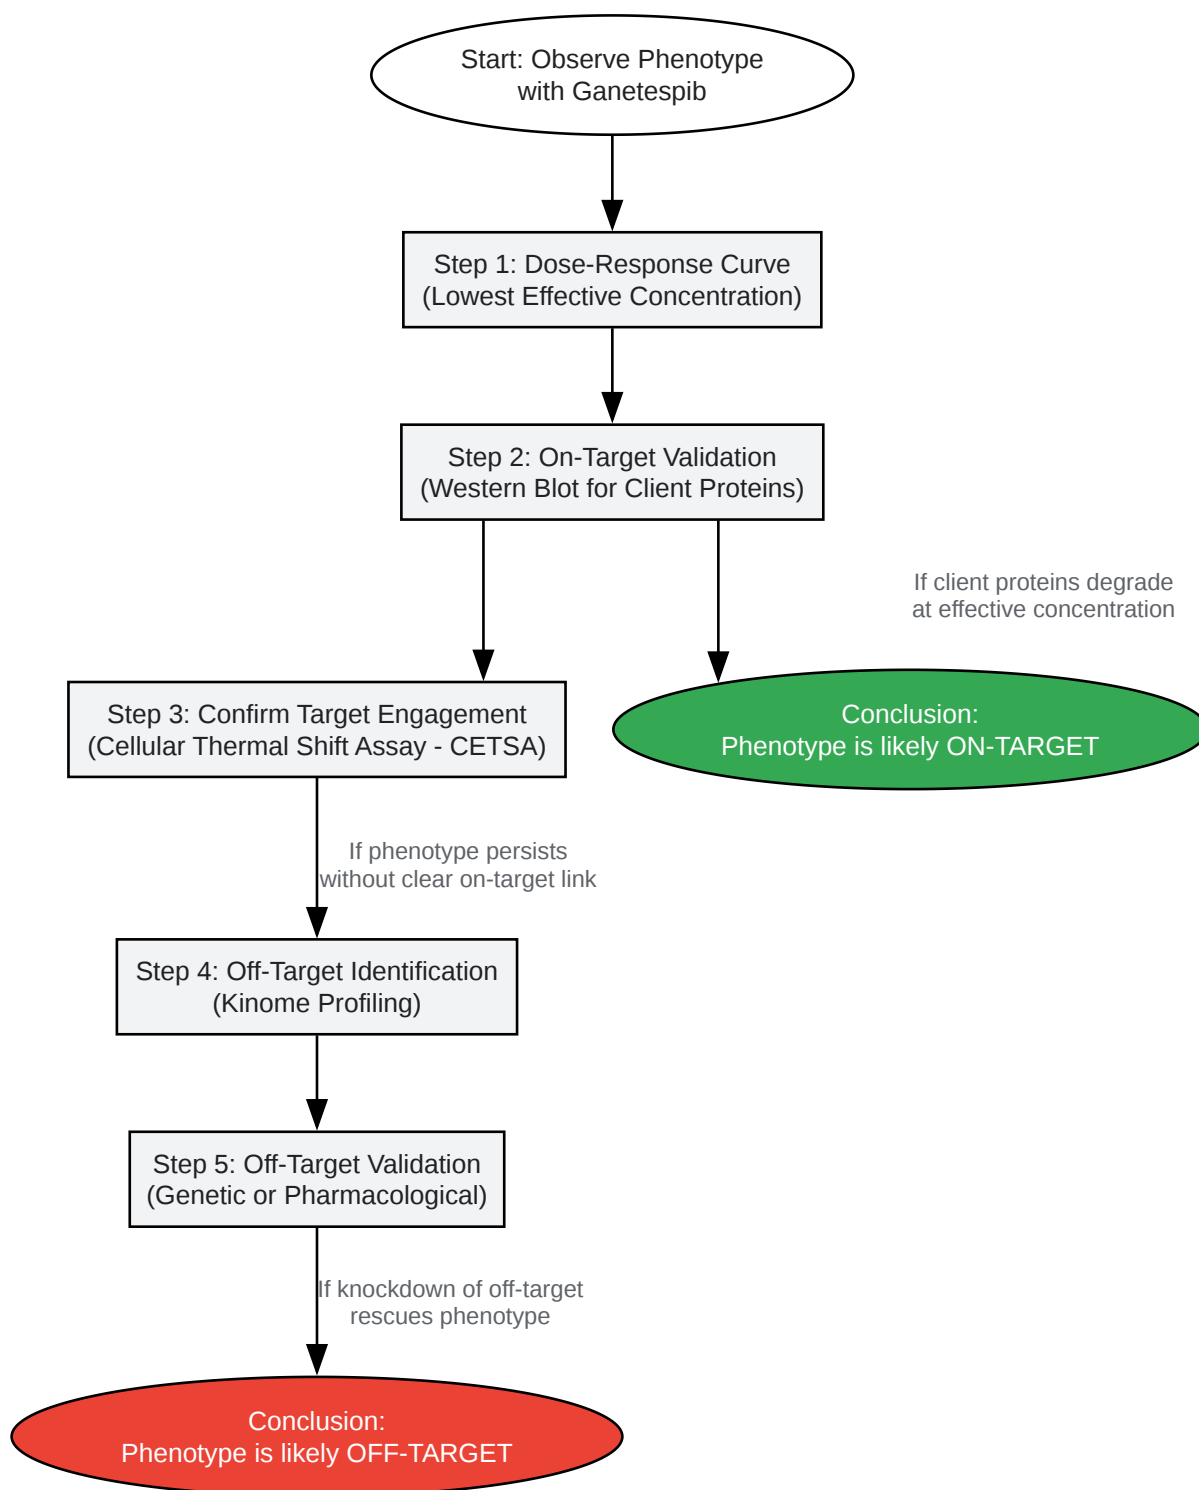 Start: Observe Phenotype
with Ganetespib
Step 1: Dose-Response Curve
(Lowest Effective Concentration)
Step 2: On-Target Validation
(Western Blot for Client Proteins)
If client proteins degrade
at effective concentration
Step 3: Confirm Target Engagement
(Cellular Thermal Shift Assay - CETSA)
Conclusion:
Phenotype is likely ON-TARGET
If phenotype persists
without clear on-target link
Step 4: Off-Target Identification
(Kinome Profiling)
Step 5: Off-Target Validation
(Genetic or Pharmacological)
If knockdown of off-target
rescues phenotype
Conclusion:
Phenotype is likely OFF-TARGET